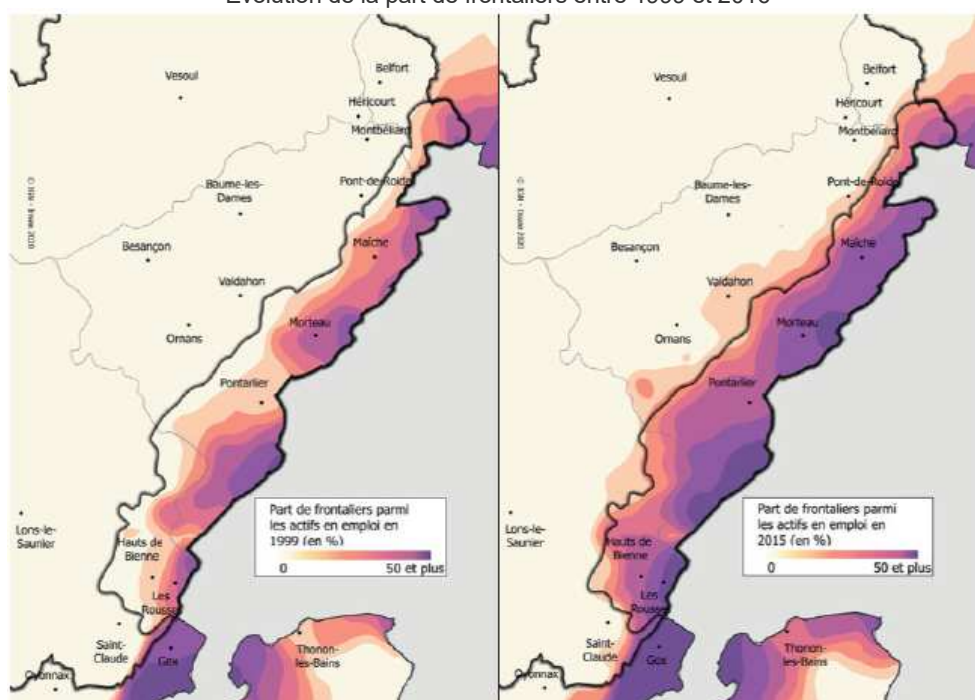 Evolution de la part de frontaliers entre 1999 et 2015
Vesoul
Belfort
Héricourt
Montbéliard
Pont-de-Roide
Baume-les-
Dames
Besançon
Maîche
Valdahon
Morteau
Ornans
Pontarlier
Part de frontaliers parmi
les actifs en emploi en
1999 (en %)
0
50 et plus
Lons-le-
Saunier
Hauts de
Bienne
Les
Rousse
Saint-
Claude
Gex
Thonon-
les-Bains
Oyonnax
Vesoul
Belfort
Héricourt
Montbéliard
Pont-de-Roide
Baume-les-
Dames
Besançon
Maîche
Valdahon
Morteau
Ornans
Pontarlier
Part de frontaliers parmi
les actifs en emploi en
2015 (en %)
0
50 et plus
Lons-le-
Saunier
Hauts de
Bienne
Les
Rousse
Saint-
Claude
Gex
Thonon-
les-Bains
Oyonnax